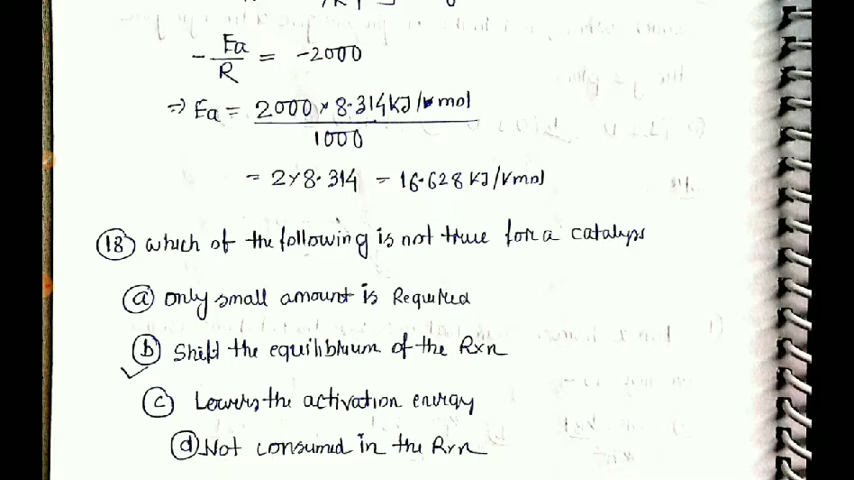 - Ea/R = -2000
=> Ea = 2000 × 8.314 KJ/mol / 1000
= 2×8.314 = 16.628 KJ/mol
(18) which of the following is not true for a catalyst
(a) only small amount is Required
(b) Shift the equilibrium of the Rxn
(c) Lowers the activation energy
(d) Not consumed in the Rxn